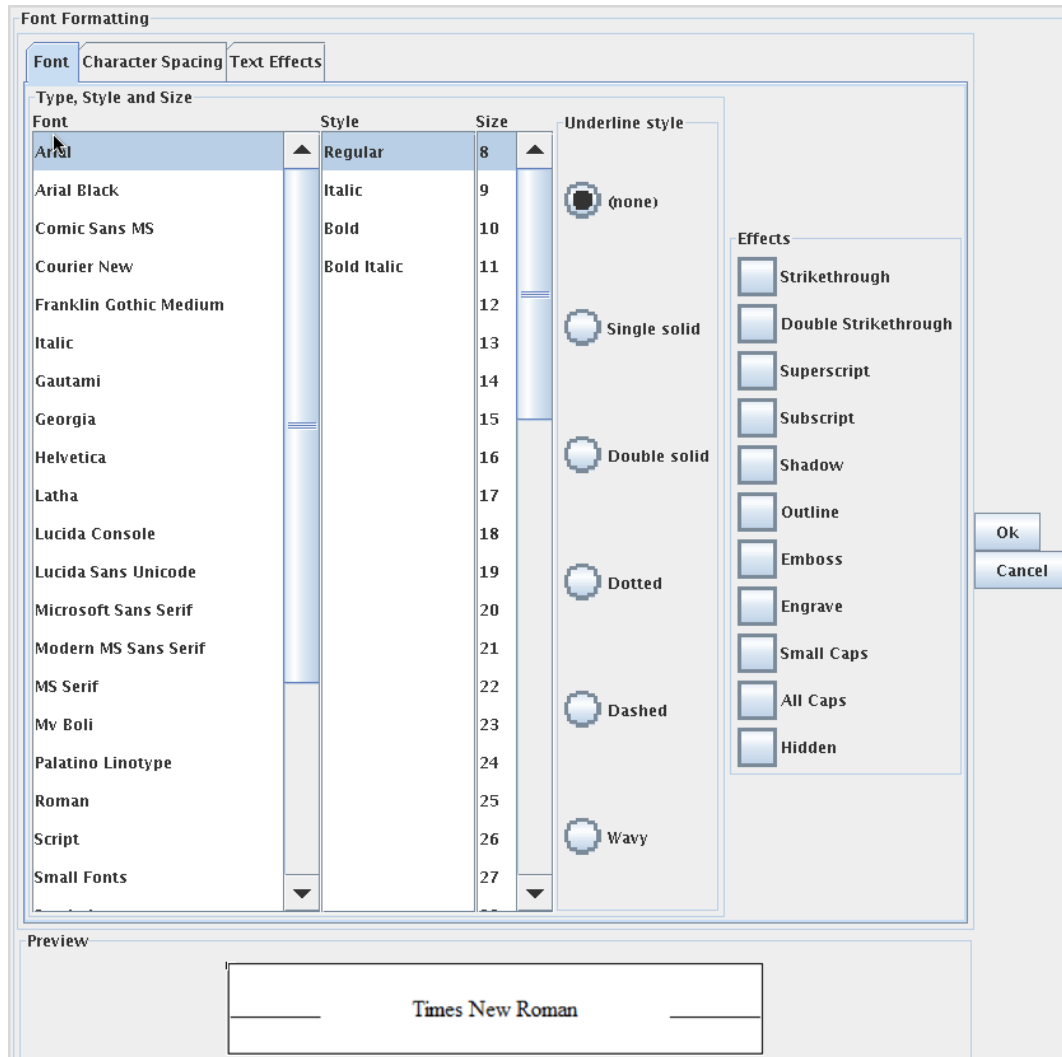 Font Formatting
Font Character Spacing Text Effects
Type, Style and Size
Font Style Size
Arial
Arial Black
Comic Sans MS
Courier New
Franklin Gothic Medium
Italic
Gautami
Georgia
Helvetica
Latha
Lucida Console
Lucida Sans Unicode
Microsoft Sans Serif
Modern MS Sans Serif
MS Serif
Mv Boli
Palatino Linotype
Roman
Script
Small Fonts
Regular
Italic
Bold
Bold Italic
8
9
10
11
12
13
14
15
16
17
18
19
20
21
22
23
24
25
26
27
Underline style
(none)
Single solid
Double solid
Dotted
Dashed
Wavy
Effects
Strikethrough
Double Strikethrough
Superscript
Subscript
Shadow
Outline
Emboss
Engrave
Small Caps
All Caps
Hidden
Ok
Cancel
Preview
Times New Roman